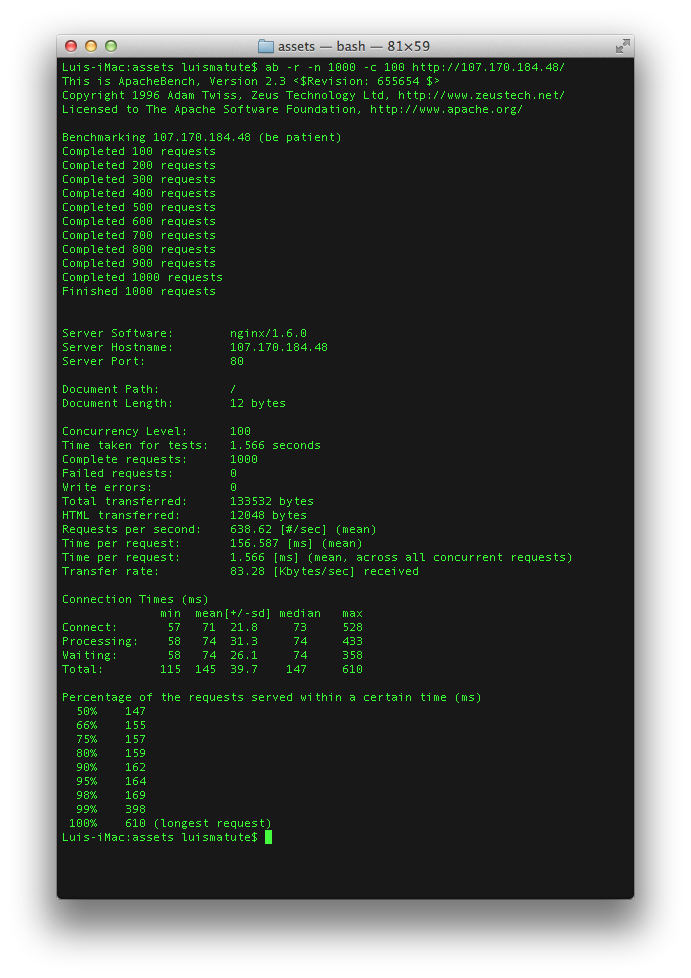 assets — bash — 81×59
Luis-iMac:assets luismatute$ ab -r -n 1000 -c 100 http://107.170.184.48/
This is ApacheBench, Version 2.3 <$Revision: 655654 $>
Copyright 1996 Adam Twiss, Zeus Technology Ltd, http://www.zeustech.net/
Licensed to The Apache Software Foundation, http://www.apache.org/

Benchmarking 107.170.184.48 (be patient)
Completed 100 requests
Completed 200 requests
Completed 300 requests
Completed 400 requests
Completed 500 requests
Completed 600 requests
Completed 700 requests
Completed 800 requests
Completed 900 requests
Completed 1000 requests
Finished 1000 requests


Server Software:        nginx/1.6.0
Server Hostname:        107.170.184.48
Server Port:            80

Document Path:          /
Document Length:        12 bytes

Concurrency Level:      100
Time taken for tests:   1.566 seconds
Complete requests:      1000
Failed requests:        0
Write errors:           0
Total transferred:      133532 bytes
HTML transferred:       12048 bytes
Requests per second:    638.62 [#/sec] (mean)
Time per request:       156.587 [ms] (mean)
Time per request:       1.566 [ms] (mean, across all concurrent requests)
Transfer rate:          83.28 [Kbytes/sec] received

Connection Times (ms)
              min  mean[+/-sd] median   max
Connect:       57   71  21.8     73     528
Processing:    58   74  31.3     74     433
Waiting:       58   74  26.1     74     358
Total:        115  145  39.7    147     610

Percentage of the requests served within a certain time (ms)
  50%    147
  66%    155
  75%    157
  80%    159
  90%    162
  95%    164
  98%    169
  99%    398
 100%    610 (longest request)
Luis-iMac:assets luismatute$